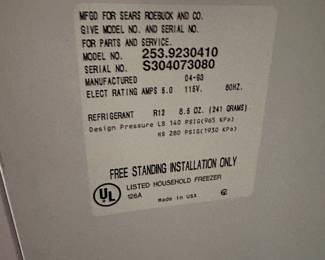 MFGD FOR SEARS ROEBUCK AND CO.
GIVE MODEL NO. AND SERIAL NO.
FOR PARTS AND SERVICE.
MODEL NO. 253.9230410
SERIAL NO. S304073080
MANUFACTURED 04-93
ELECT RATING AMPS 5.0 115V. 60HZ.
REFRIGERANT R12 8.5 OZ. (241 GRAMS)
Design Pressure LS 140 PSIG(965 KPa)
HS 280 PSIG(1930 KPa)
FREE STANDING INSTALLATION ONLY
UL
LISTED HOUSEHOLD FREEZER
126A
Made in USA